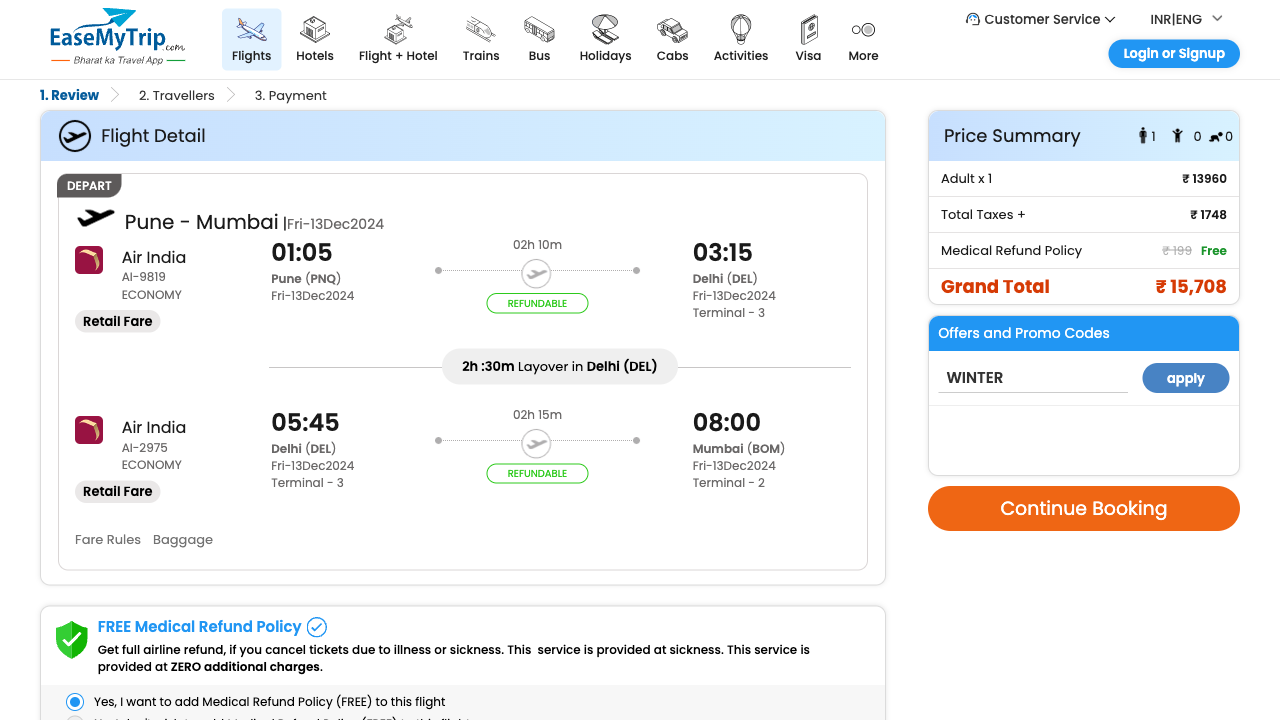 EaseMyTrip.com
Bharat ka Travel App
Flights
Hotels
Flight + Hotel
Trains
Bus
Holidays
Cabs
Activities
Visa
More
Customer Service
INR|ENG
Login or Signup
1. Review
2. Travellers
3. Payment
Flight Detail
DEPART
Pune - Mumbai |Fri-13Dec2024
Air India
AI-9819
ECONOMY
Retail Fare
01:05
Pune (PNQ)
Fri-13Dec2024
02h 10m
REFUNDABLE
03:15
Delhi (DEL)
Fri-13Dec2024
Terminal - 3
2h :30m Layover in Delhi (DEL)
Air India
AI-2975
ECONOMY
Retail Fare
05:45
Delhi (DEL)
Fri-13Dec2024
Terminal - 3
02h 15m
REFUNDABLE
08:00
Mumbai (BOM)
Fri-13Dec2024
Terminal - 2
Fare Rules Baggage
FREE Medical Refund Policy
Get full airline refund, if you cancel tickets due to illness or sickness. This service is provided at sickness. This service is
provided at ZERO additional charges.
Yes, I want to add Medical Refund Policy (FREE) to this flight
Price Summary
1 0 0
Adult x 1 ₹ 13960
Total Taxes + ₹ 1748
Medical Refund Policy ₹ 199 Free
Grand Total ₹ 15,708
Offers and Promo Codes
WINTER
apply
Continue Booking